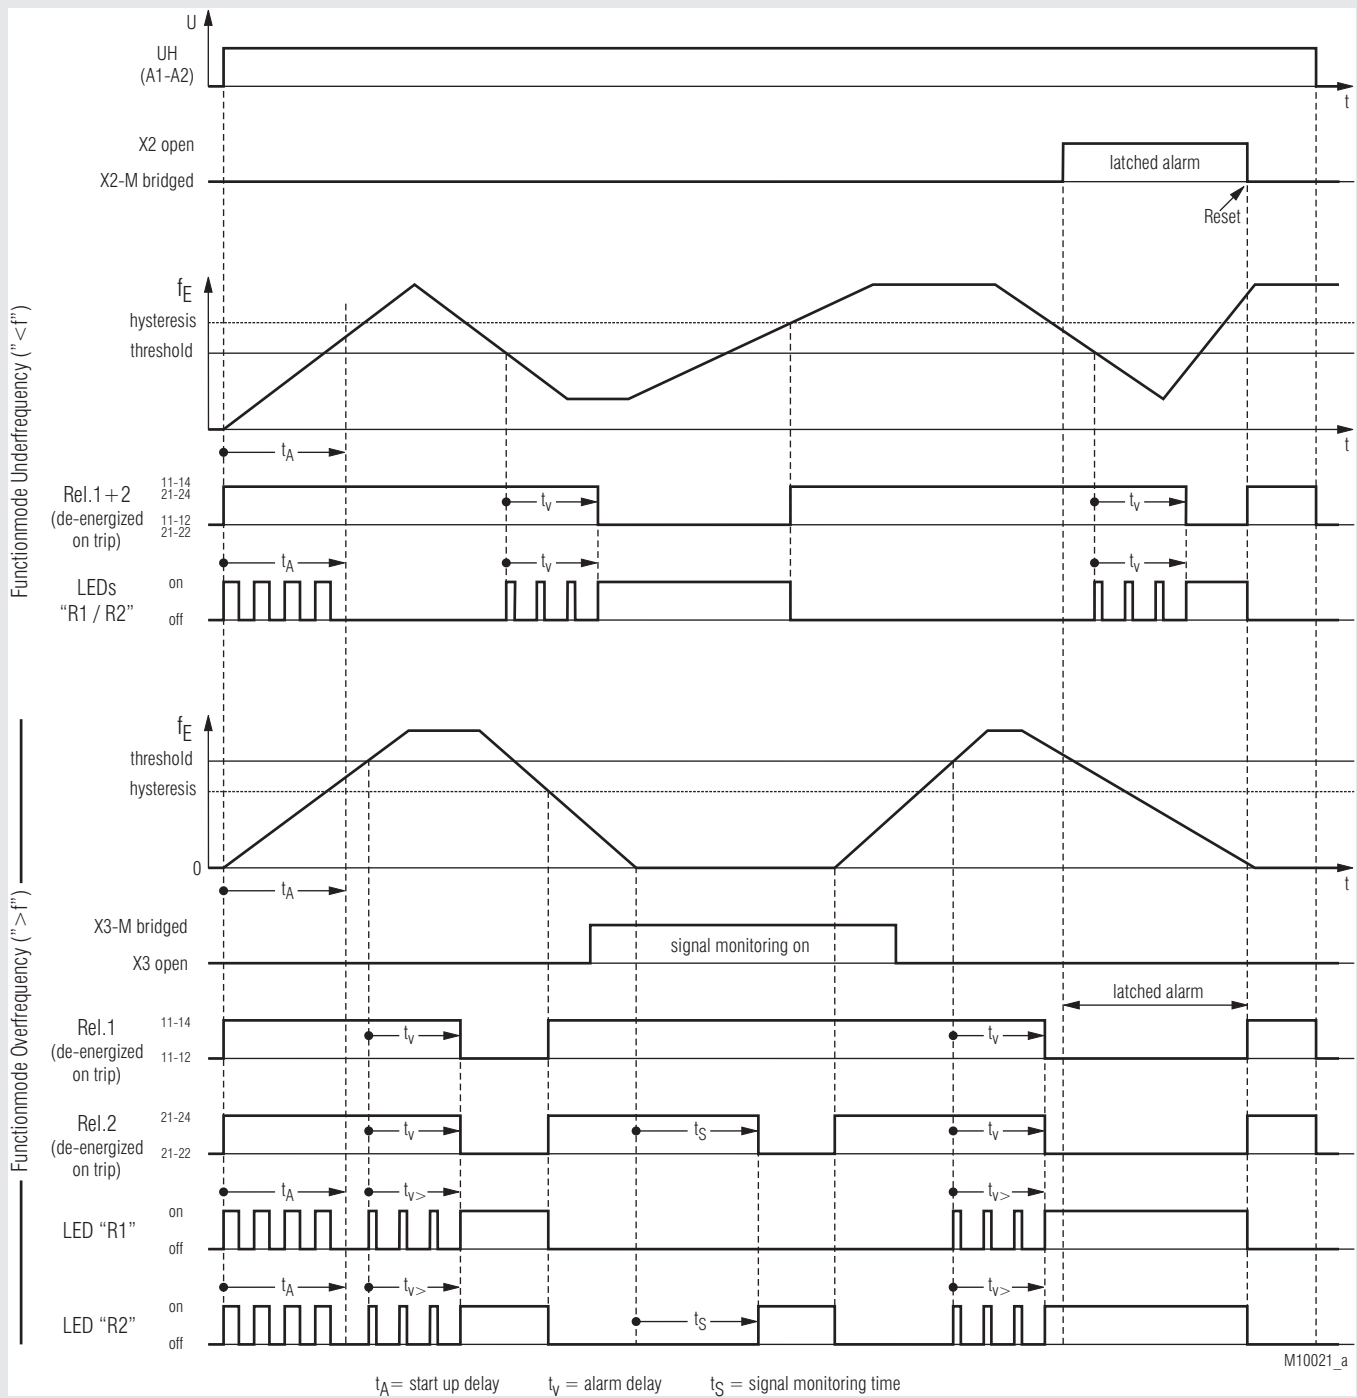 U
UH
(A1-A2)
t
X2 open
latched alarm
X2-M bridged
Reset
Functionmode Underfrequency ("<f")
fE
hysteresis
threshold
t
tA
Rel.1+2
(de-energized
on trip)
11-14
21-24
11-12
21-22
tv
tv
tA
tv
tv
LEDs
"R1 / R2"
on
off
Functionmode Overfrequency (">f")
fE
threshold
hysteresis
0
t
tA
X3-M bridged
signal monitoring on
X3 open
latched alarm
Rel.1
(de-energized
on trip)
11-14
11-12
tv
tv
Rel.2
(de-energized
on trip)
21-24
21-22
tv
tS
tv
tA
tv>
tv>
LED "R1"
on
off
tA
tv>
tv>
LED "R2"
on
off
tS
M10021_a
tA= start up delay
tv = alarm delay
tS = signal monitoring time